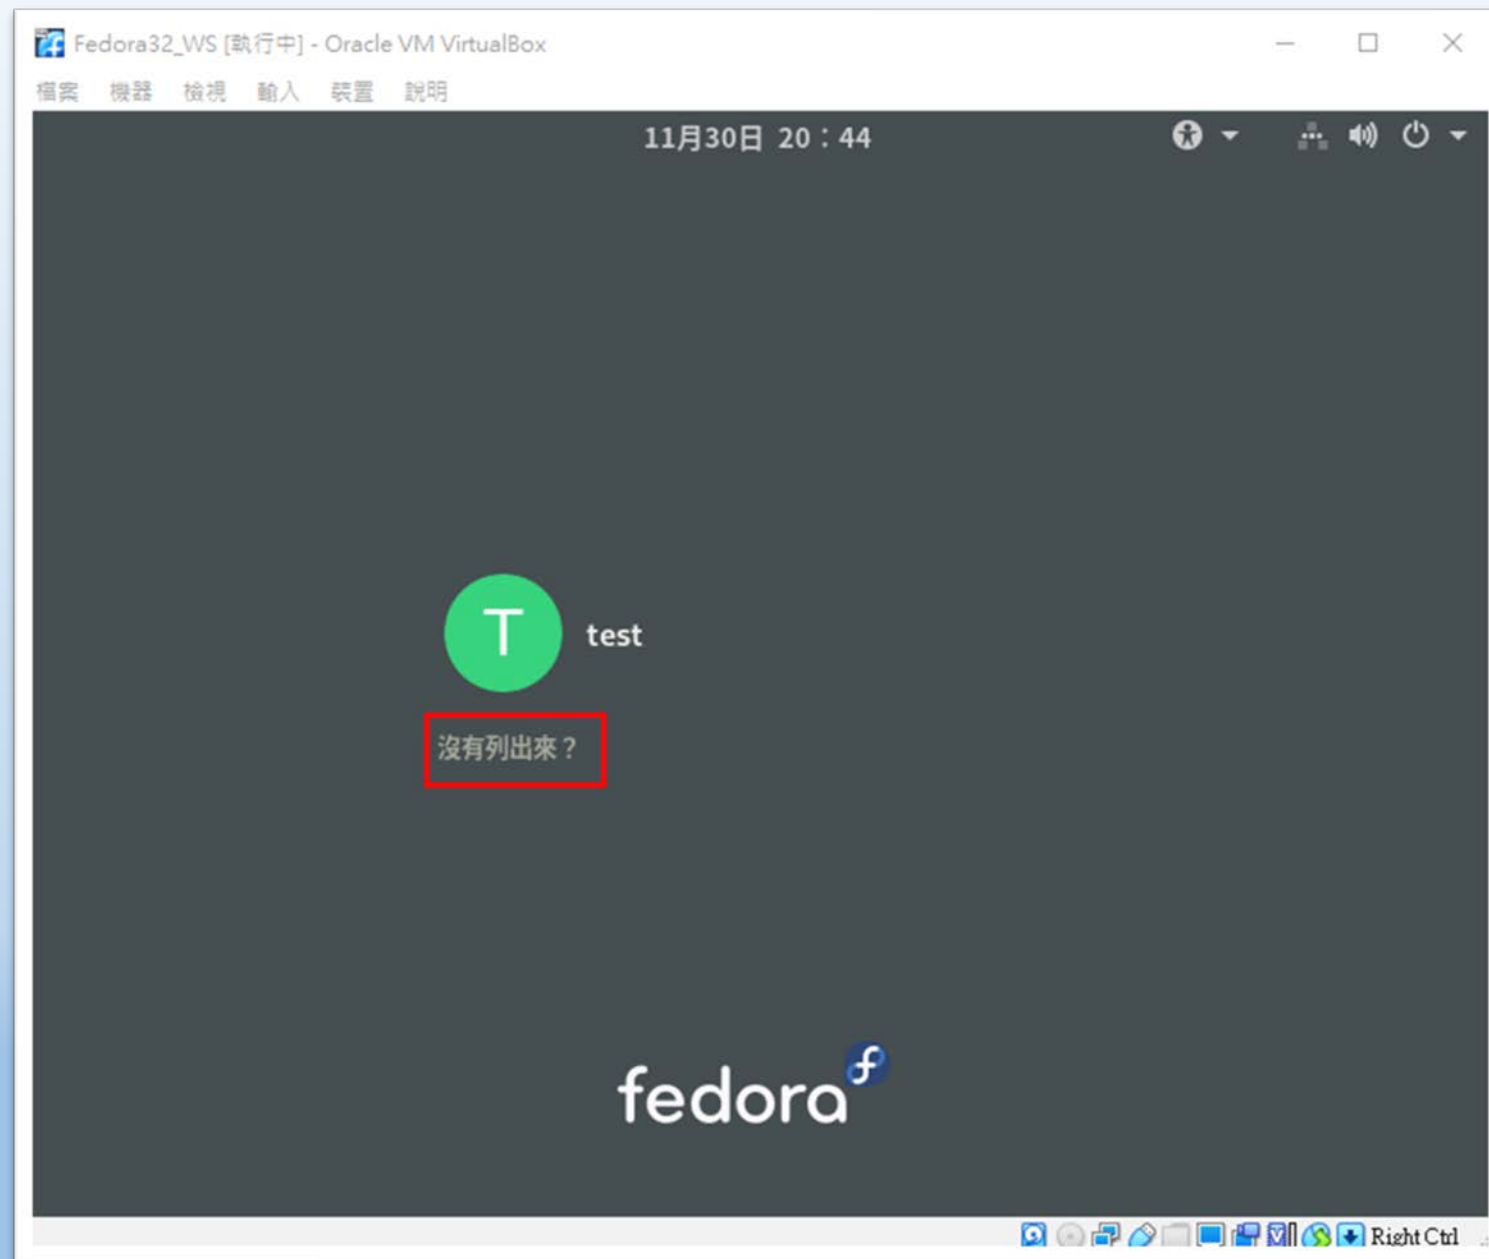 Fedora32_WS [執行中] - Oracle VM VirtualBox
檔案 機器 檢視 輸入 裝置 說明
11月30日 20：44
T
test
沒有列出來？
fedora
Right Ctrl